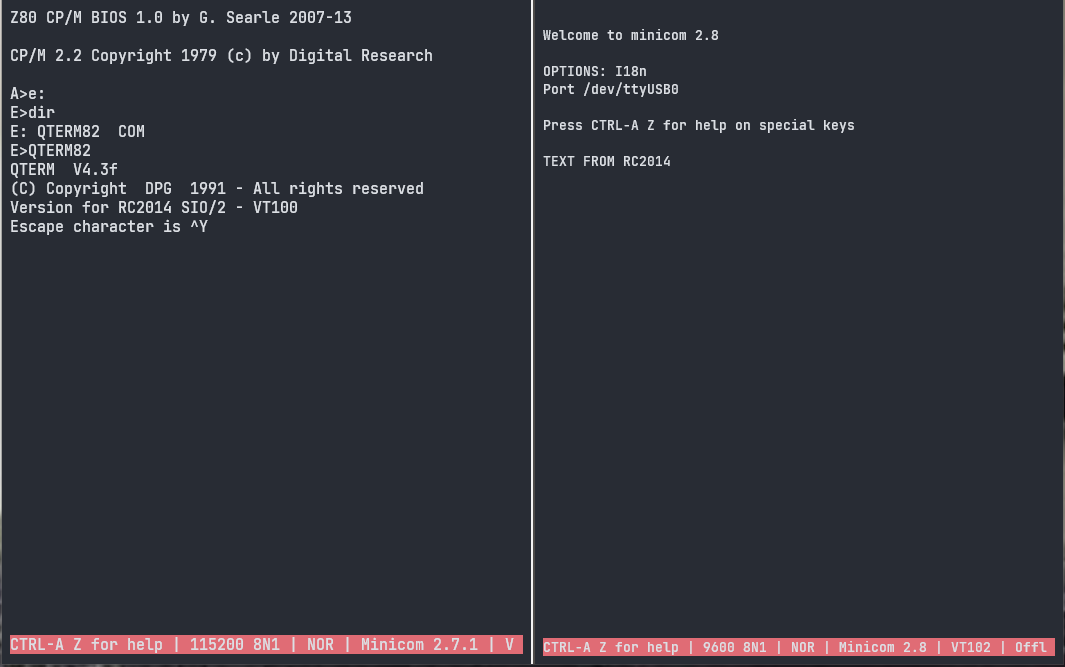 Z80 CP/M BIOS 1.0 by G. Searle 2007-13
CP/M 2.2 Copyright 1979 (c) by Digital Research
A>e:
E>dir
E: QTERM82  COM
E>QTERM82
QTERM  V4.3f
(C) Copyright  DPG  1991 - All rights reserved
Version for RC2014 SIO/2 - VT100
Escape character is ^Y
CTRL-A Z for help | 115200 8N1 | NOR | Minicom 2.7.1 | V
Welcome to minicom 2.8
OPTIONS: I18n
Port /dev/ttyUSB0
Press CTRL-A Z for help on special keys
TEXT FROM RC2014
CTRL-A Z for help | 9600 8N1 | NOR | Minicom 2.8 | VT102 | Offl